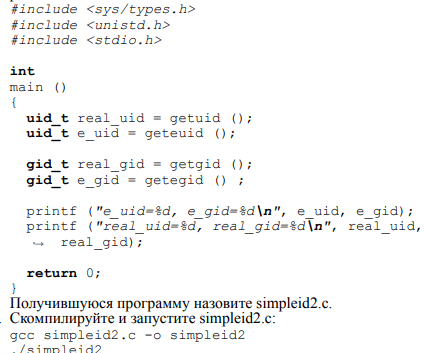 #include <sys/types.h>
#include <unistd.h>
#include <stdio.h>
int
main ()
{
uid_t real_uid = getuid ();
uid_t e_uid = geteuid ();
gid_t real_gid = getgid ();
gid_t e_gid = getegid () ;
printf ("e_uid=%d, e_gid=%d\n", e_uid, e_gid);
printf ("real_uid=%d, real_gid=%d\n", real_uid,
↪ real_gid);
return 0;
}
Получившуюся программу назовите simpleid2.c.
Скомпилируйте и запустите simpleid2.c:
gcc simpleid2.c -o simpleid2
./simpleid2